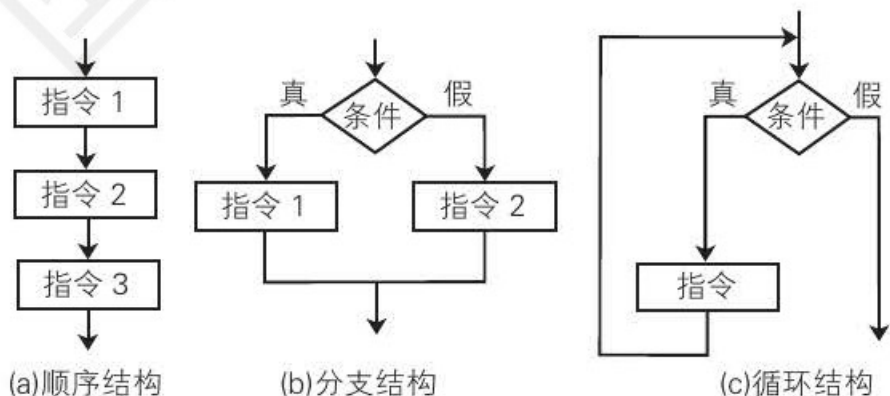 指令 1
指令 2
指令 3
(a)顺序结构
真
条件
假
指令 1
指令 2
(b)分支结构
真
条件
假
指令
(c)循环结构